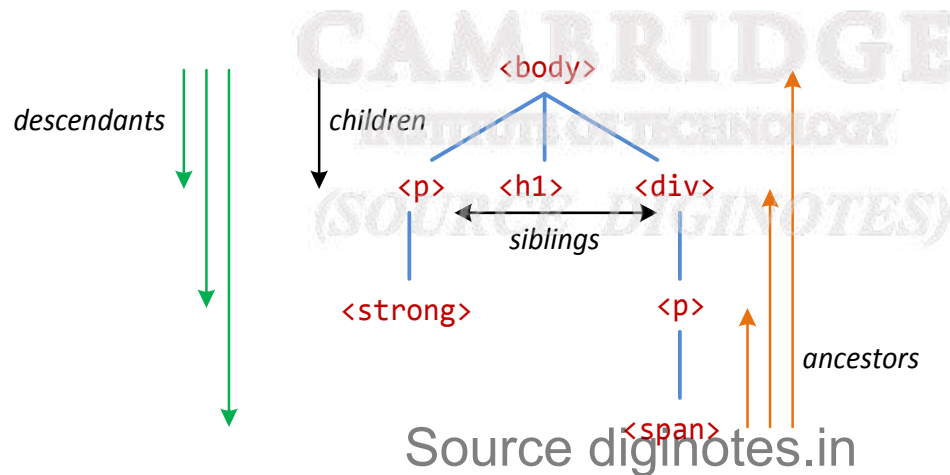 CAMBRIDGE
<body>
descendants
children
INSTITUTE OF TECHNOLOGY
<p> <h1> <div>
(SOURCE DIGINOTES)
siblings
<strong>
<p>
ancestors
<span>
Source diginotes.in